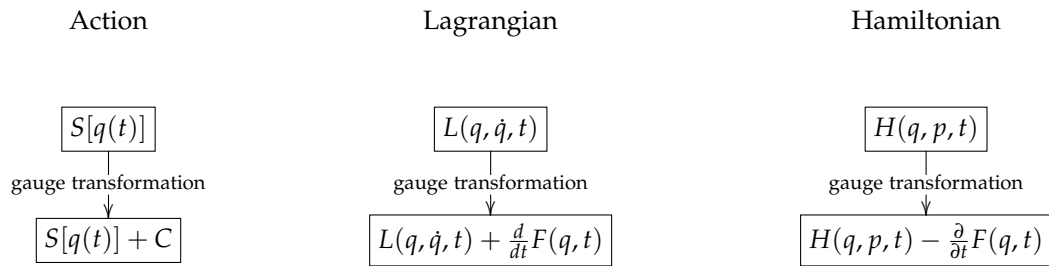 Action Lagrangian Hamiltonian
S[q(t)] L(q, q̇, t) H(q, p, t)
gauge transformation gauge transformation gauge transformation
S[q(t)] + C L(q, q̇, t) + d/dt F(q, t) H(q, p, t) − ∂/∂t F(q, t)